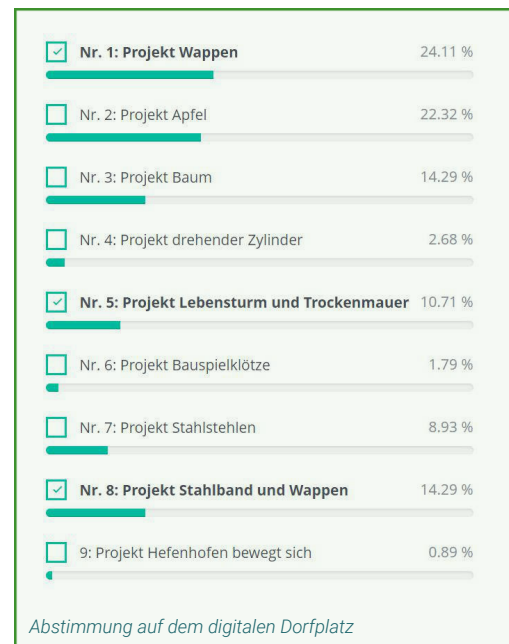 Nr. 1: Projekt Wappen 24.11 %
Nr. 2: Projekt Apfel 22.32 %
Nr. 3: Projekt Baum 14.29 %
Nr. 4: Projekt drehender Zylinder 2.68 %
Nr. 5: Projekt Lebensturm und Trockenmauer 10.71 %
Nr. 6: Projekt Bauspielklötze 1.79 %
Nr. 7: Projekt Stahlstehlen 8.93 %
Nr. 8: Projekt Stahlband und Wappen 14.29 %
9: Projekt Hefenhofen bewegt sich 0.89 %
Abstimmung auf dem digitalen Dorfplatz